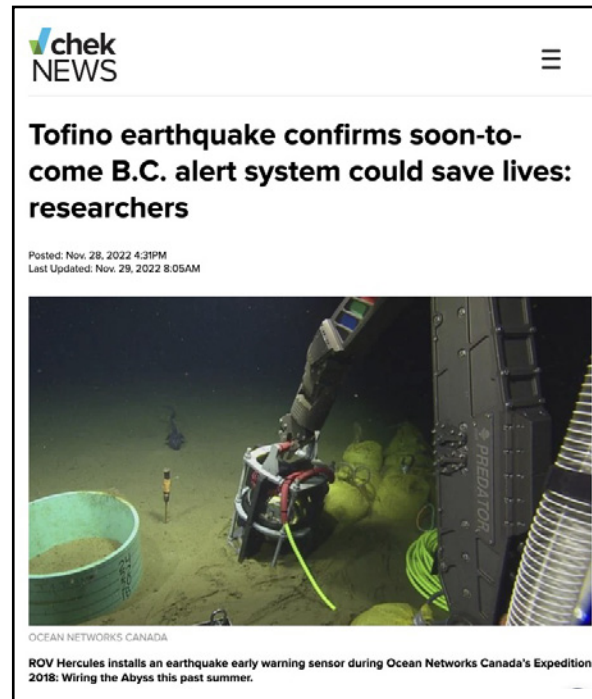 chek
NEWS
Tofino earthquake confirms soon-to-
come B.C. alert system could save lives:
researchers
Posted: Nov. 28, 2022 4:31PM
Last Updated: Nov. 29, 2022 8:05AM
PREDATOR
OCEAN NETWORKS CANADA
ROV Hercules installs an earthquake early warning sensor during Ocean Networks Canada's Expedition
2018: Wiring the Abyss this past summer.